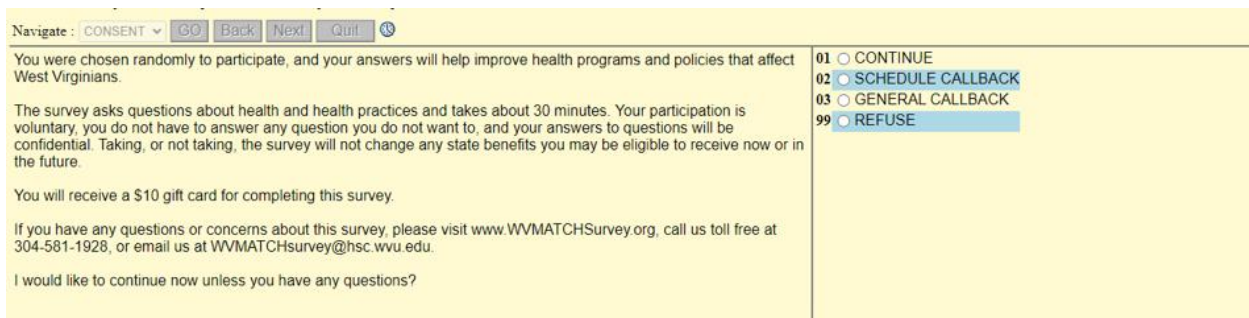 Navigate : CONSENT GO Back Next Quit
You were chosen randomly to participate, and your answers will help improve health programs and policies that affect
West Virginians.
The survey asks questions about health and health practices and takes about 30 minutes. Your participation is
voluntary, you do not have to answer any question you do not want to, and your answers to questions will be
confidential. Taking, or not taking, the survey will not change any state benefits you may be eligible to receive now or in
the future.
You will receive a $10 gift card for completing this survey.
If you have any questions or concerns about this survey, please visit www.WVMATCHSurvey.org, call us toll free at
304-581-1928, or email us at WVMATCHsurvey@hsc.wvu.edu.
I would like to continue now unless you have any questions?
01 CONTINUE
02 SCHEDULE CALLBACK
03 GENERAL CALLBACK
99 REFUSE